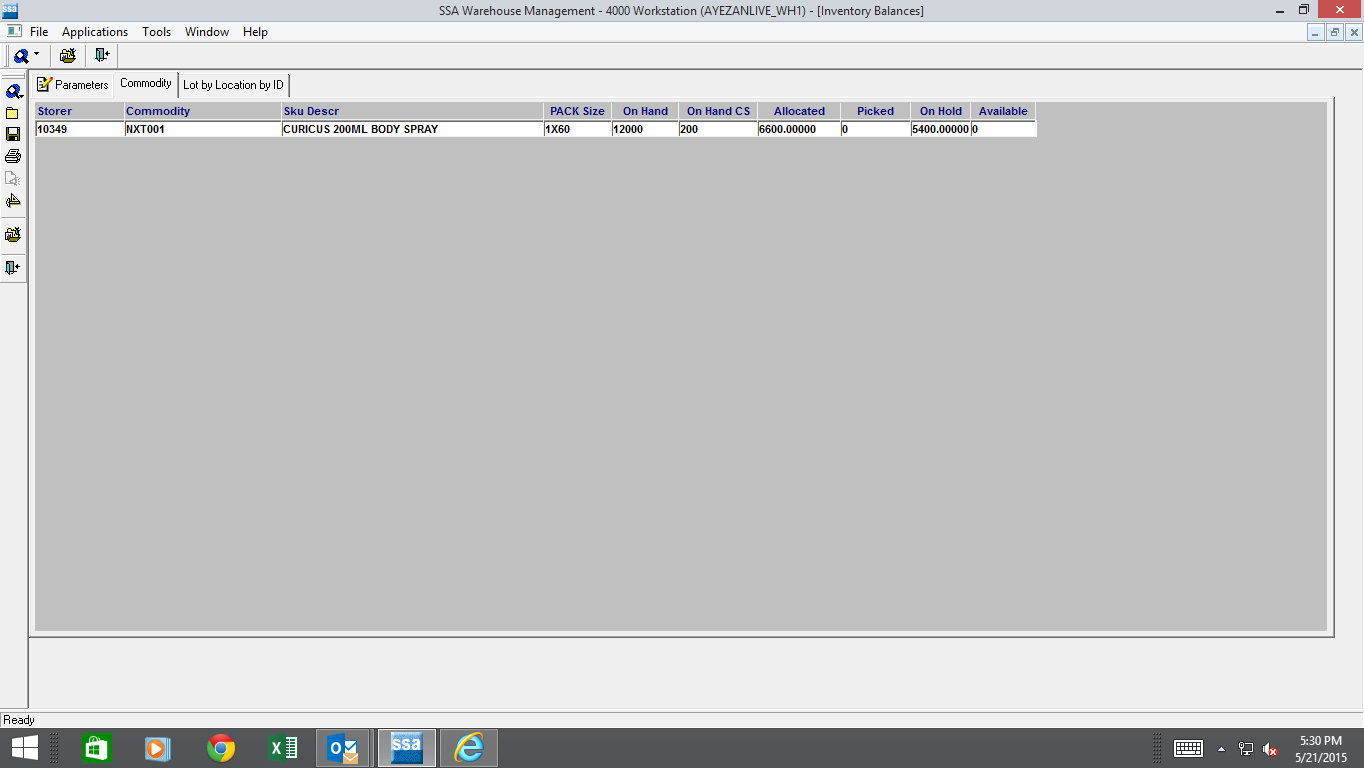 SSA Warehouse Management - 4000 Workstation (AYEZANLIVE_WH1) - [Inventory Balances]
File Applications Tools Window Help
Parameters Commodity Lot by Location by ID
Storer Commodity Sku Descr PACK Size On Hand On Hand CS Allocated Picked On Hold Available
10349 NXT001 CURICUS 200ML BODY SPRAY 1X60 12000 200 6600.00000 0 5400.00000 0
Ready
ssa
5:30 PM
5/21/2015